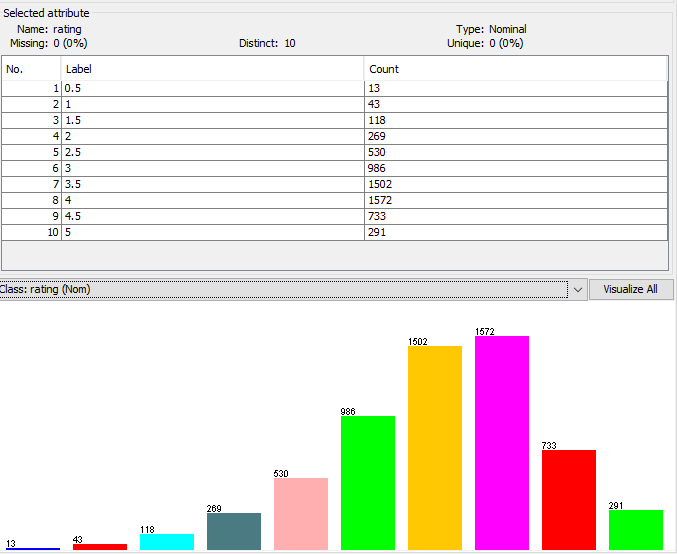 Selected attribute
Name: rating Type: Nominal
Missing: 0 (0%) Distinct: 10 Unique: 0 (0%)
No. Label Count
1 0.5 13
2 1 43
3 1.5 118
4 2 269
5 2.5 530
6 3 986
7 3.5 1502
8 4 1572
9 4.5 733
10 5 291
Class: rating (Nom) Visualize All
13 43 118 269 530 986 1502 1572 733 291